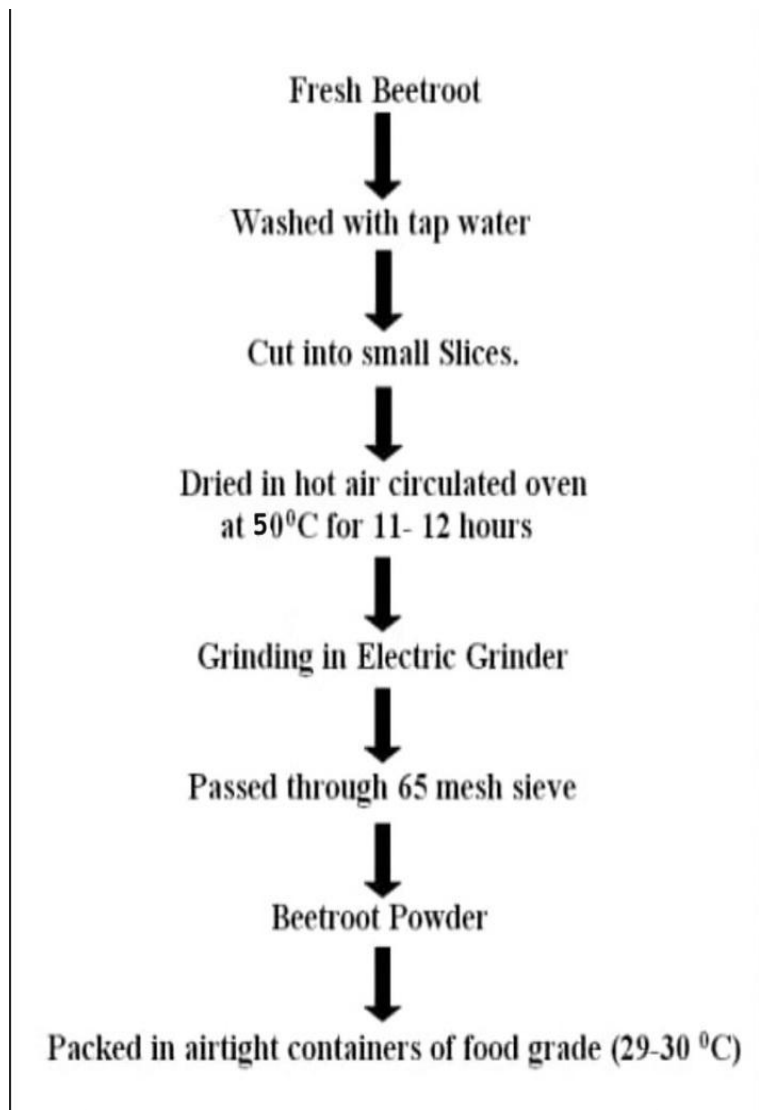 Fresh Beetroot
Washed with tap water
Cut into small Slices.
Dried in hot air circulated oven
at 50⁰C for 11- 12 hours
Grinding in Electric Grinder
Passed through 65 mesh sieve
Beetroot Powder
Packed in airtight containers of food grade (29-30 ⁰C)